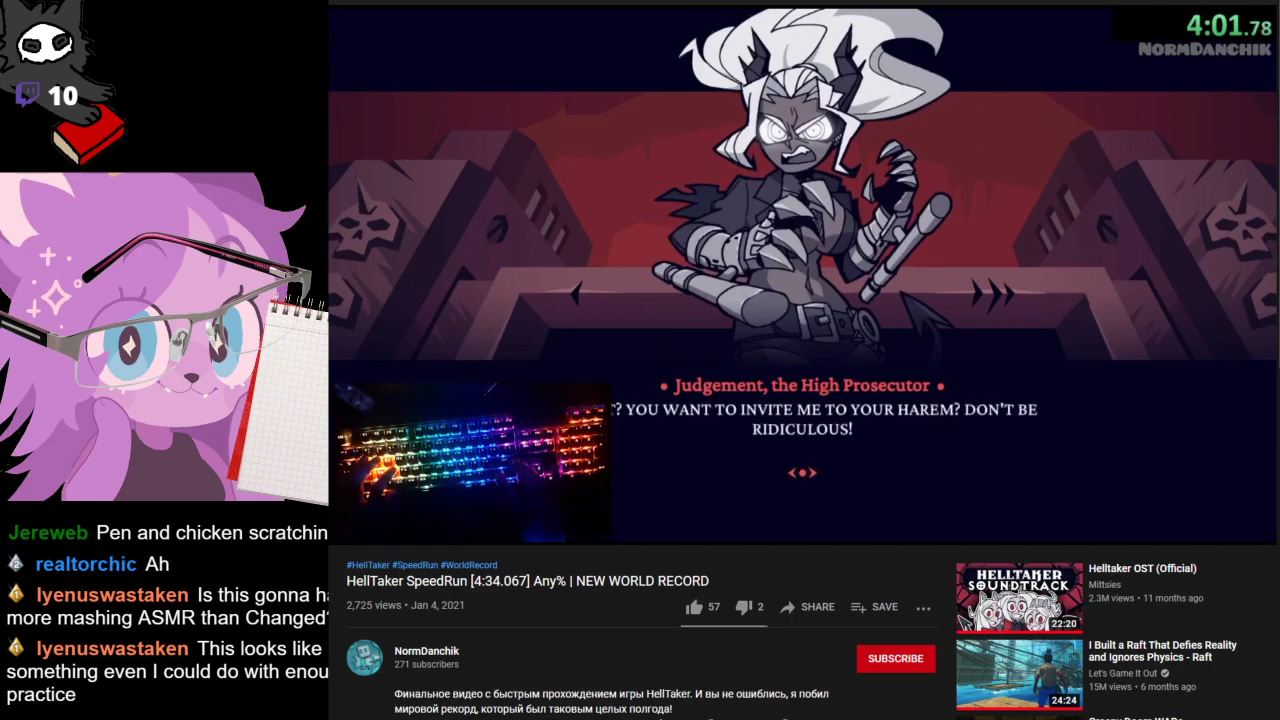 4:01.78
NORMDANCHIK
10
• Judgement, the High Prosecutor •
? YOU WANT TO INVITE ME TO YOUR HAREM? DON'T BE
RIDICULOUS!
Jereweb Pen and chicken scratchin
realtorchic Ah
Iyenuswastaken Is this gonna h
more mashing ASMR than Changed
Iyenuswastaken This looks like
something even I could do with enou
practice
#HellTaker #SpeedRun #WorldRecord
HellTaker SpeedRun [4:34.067] Any% | NEW WORLD RECORD
2,725 views • Jan 4, 2021
57
2
SHARE
SAVE
NormDanchik
271 subscribers
SUBSCRIBE
Финальное видео с быстрым прохождением игры HellTaker. И вы не ошиблись, я побил
мировой рекорд, который был таковым целых полгода!
HELLTAKER
SOUNDTRACK
22:20
Helltaker OST (Official)
Mittsies
2.3M views • 11 months ago
24:24
I Built a Raft That Defies Reality
and Ignores Physics - Raft
Let's Game It Out
15M views • 6 months ago